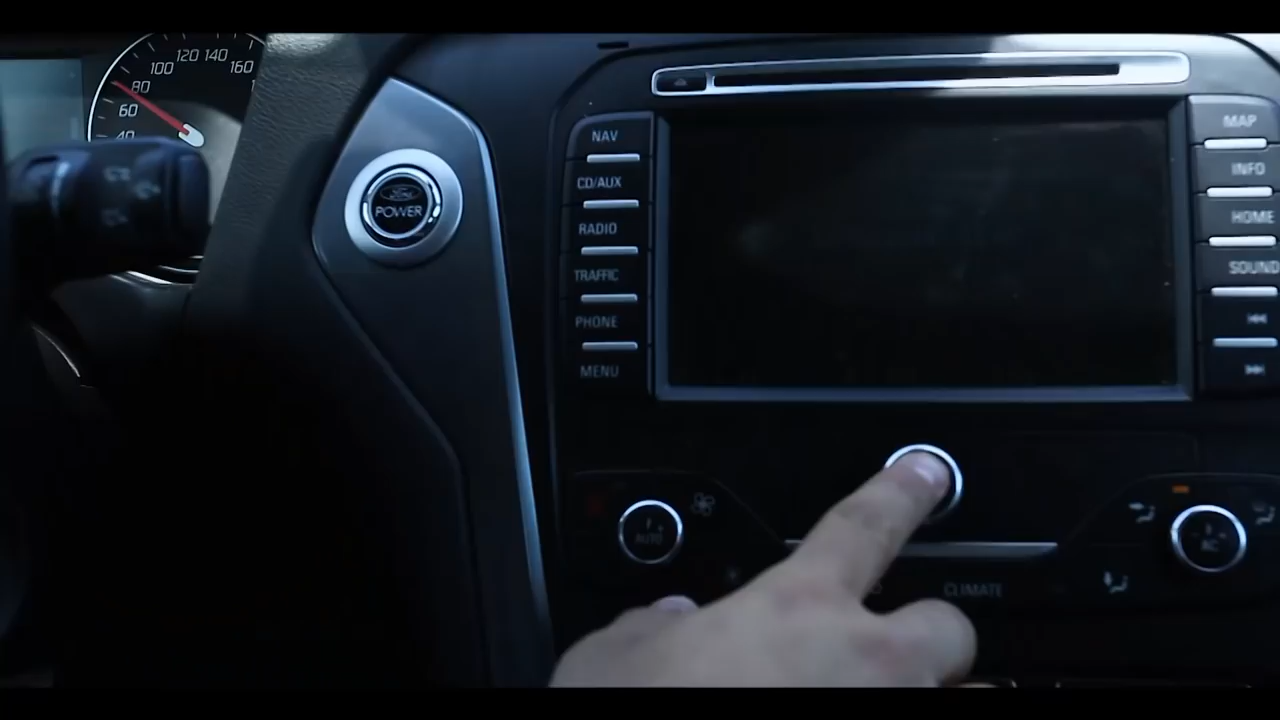 120 140
100 160
80
60
40
Ford
POWER
NAV
CD/AUX
RADIO
TRAFFIC
PHONE
MENU
MAP
INFO
HOME
SOUND
AUTO
CLIMATE